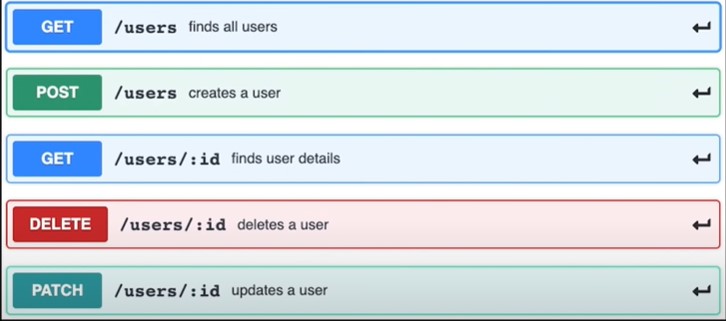 GET /users finds all users
POST /users creates a user
GET /users/:id finds user details
DELETE /users/:id deletes a user
PATCH /users/:id updates a user